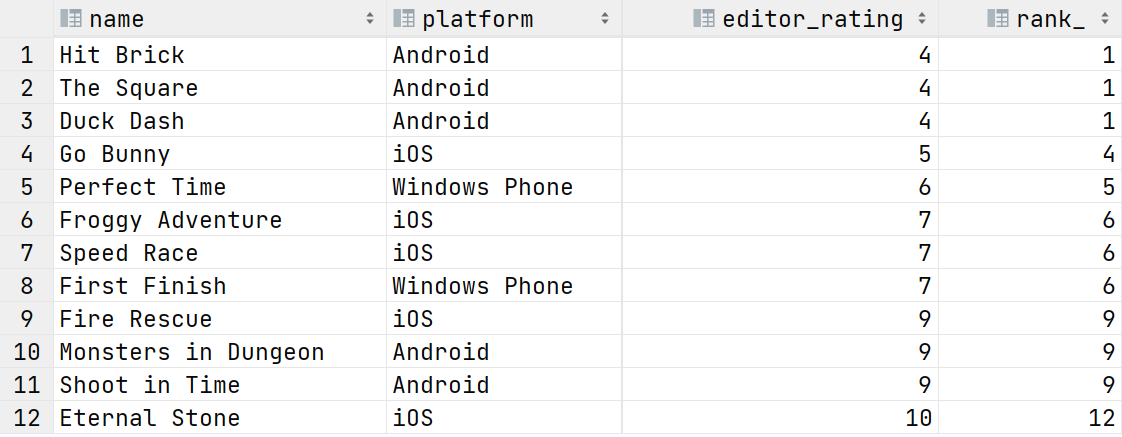 name platform editor_rating rank_
1 Hit Brick Android 4 1
2 The Square Android 4 1
3 Duck Dash Android 4 1
4 Go Bunny iOS 5 4
5 Perfect Time Windows Phone 6 5
6 Froggy Adventure iOS 7 6
7 Speed Race iOS 7 6
8 First Finish Windows Phone 7 6
9 Fire Rescue iOS 9 9
10 Monsters in Dungeon Android 9 9
11 Shoot in Time Android 9 9
12 Eternal Stone iOS 10 12